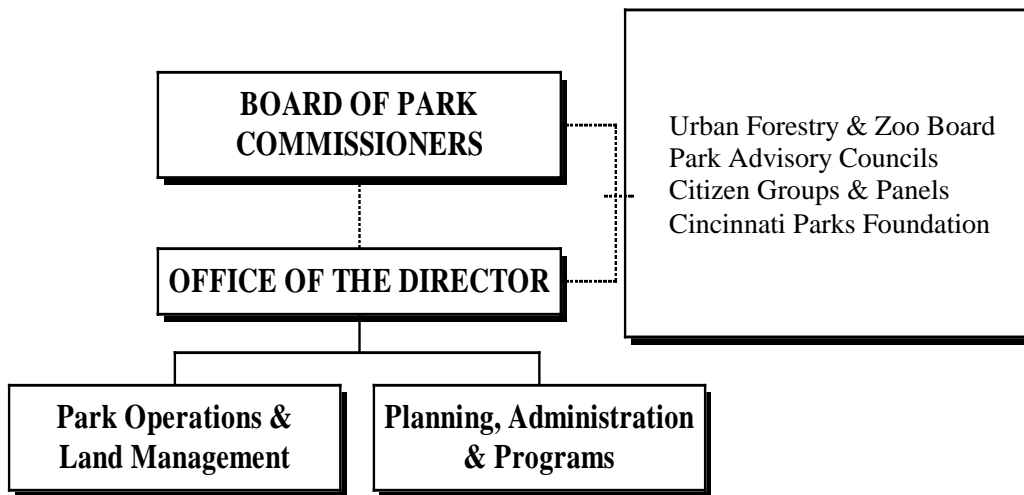 BOARD OF PARK
COMMISSIONERS
Urban Forestry & Zoo Board
Park Advisory Councils
Citizen Groups & Panels
Cincinnati Parks Foundation
OFFICE OF THE DIRECTOR
Park Operations &
Land Management
Planning, Administration
& Programs